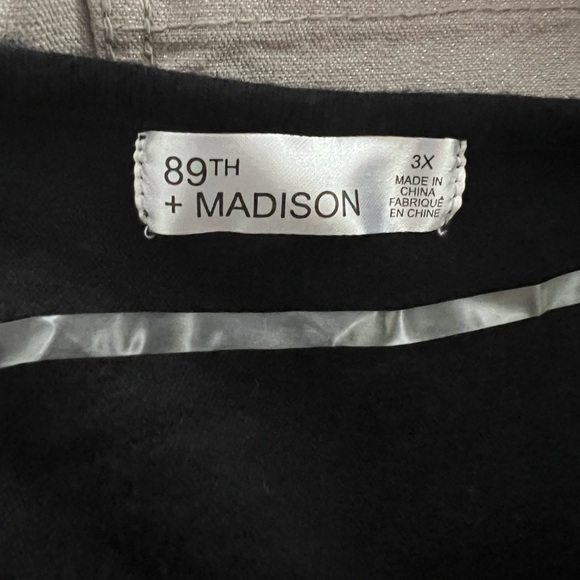 89TH
+ MADISON
3X
MADE IN
CHINA
FABRIQUÉ
EN CHINE